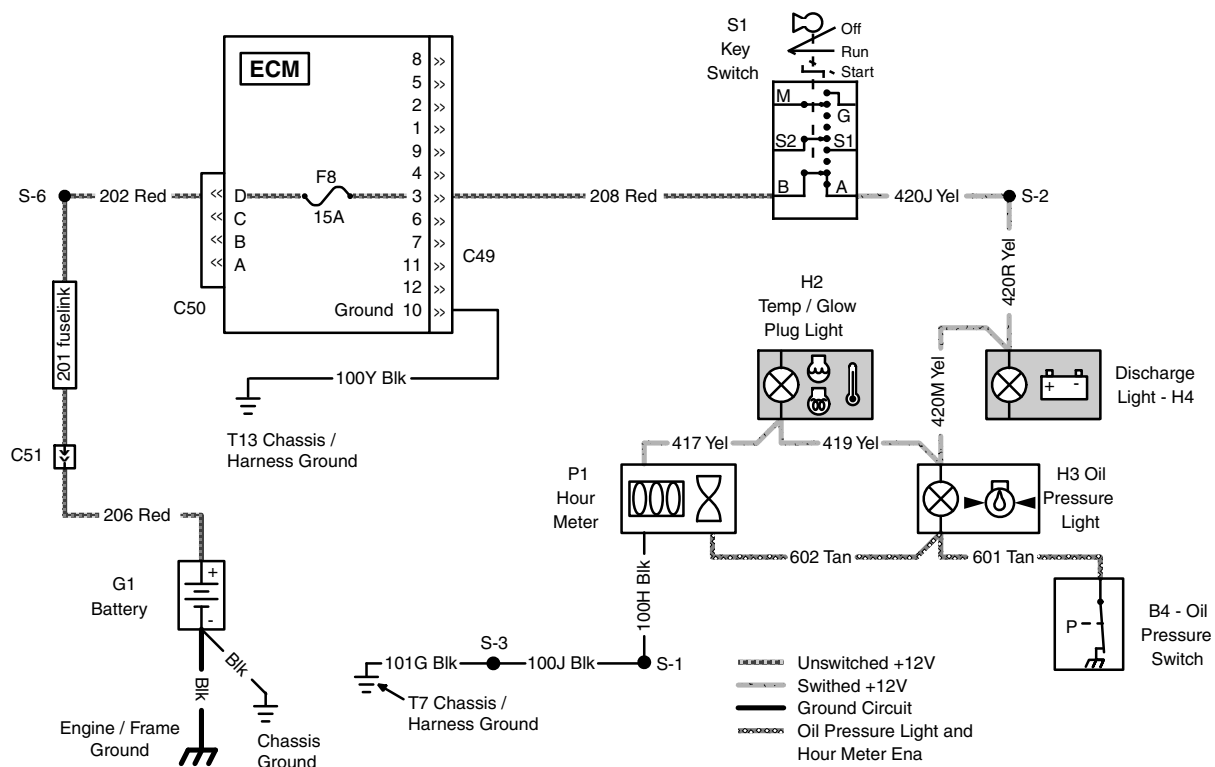 S1
Key
Switch
Off
Run
Start
ECM
8
5
2
1
9
4
3
6
7
11
12
Ground 10
M
G
S2
S1
B
A
S-6
202 Red
D
C
B
A
F8
15A
208 Red
420J Yel
S-2
C49
C50
201 fuselink
420R Yel
H2
Temp / Glow
Plug Light
100Y Blk
T13 Chassis /
Harness Ground
420M Yel
+ -
Discharge
Light - H4
417 Yel
419 Yel
C51
P1
Hour
Meter
H3 Oil
Pressure
Light
206 Red
602 Tan
601 Tan
G1
Battery
+
-
100H Blk
P
B4 - Oil
Pressure
Switch
Blk
Blk
S-3
101G Blk
100J Blk
S-1
T7 Chassis /
Harness Ground
Engine / Frame
Ground
Chassis
Ground
Unswitched +12V
Swithed +12V
Ground Circuit
Oil Pressure Light and
Hour Meter Ena